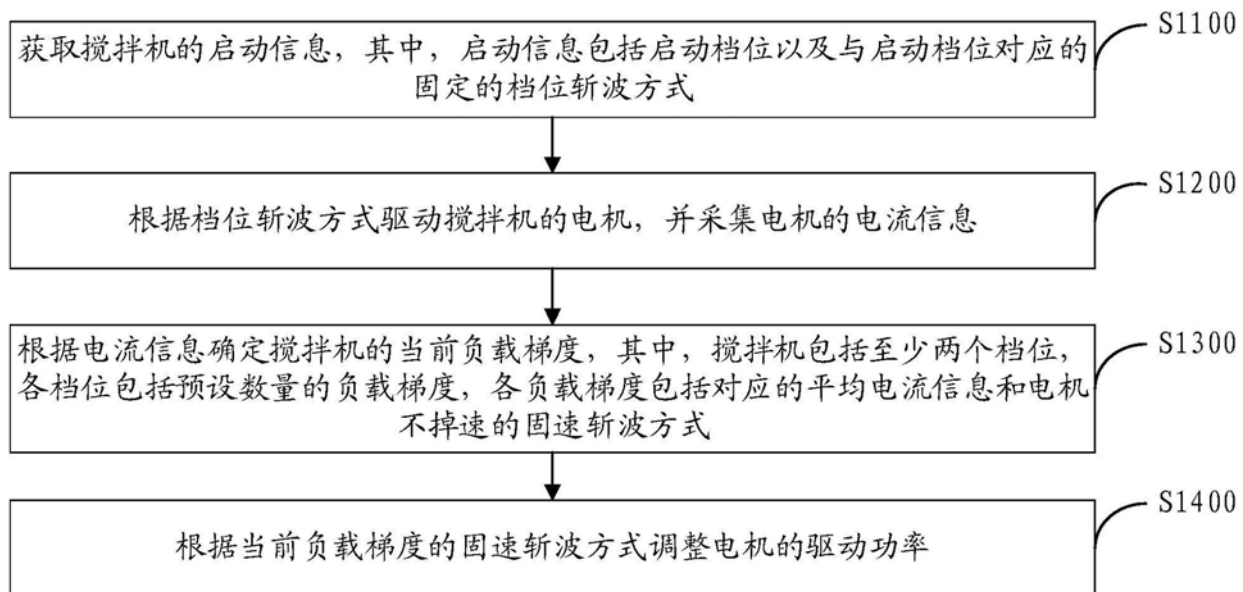 S1100
获取搅拌机的启动信息，其中，启动信息包括启动档位以及与启动档位对应的
固定的档位斩波方式
S1200
根据档位斩波方式驱动搅拌机的电机，并采集电机的电流信息
S1300
根据电流信息确定搅拌机的当前负载梯度，其中，搅拌机包括至少两个档位，
各档位包括预设数量的负载梯度，各负载梯度包括对应的平均电流信息和电机
不掉速的固速斩波方式
S1400
根据当前负载梯度的固速斩波方式调整电机的驱动功率